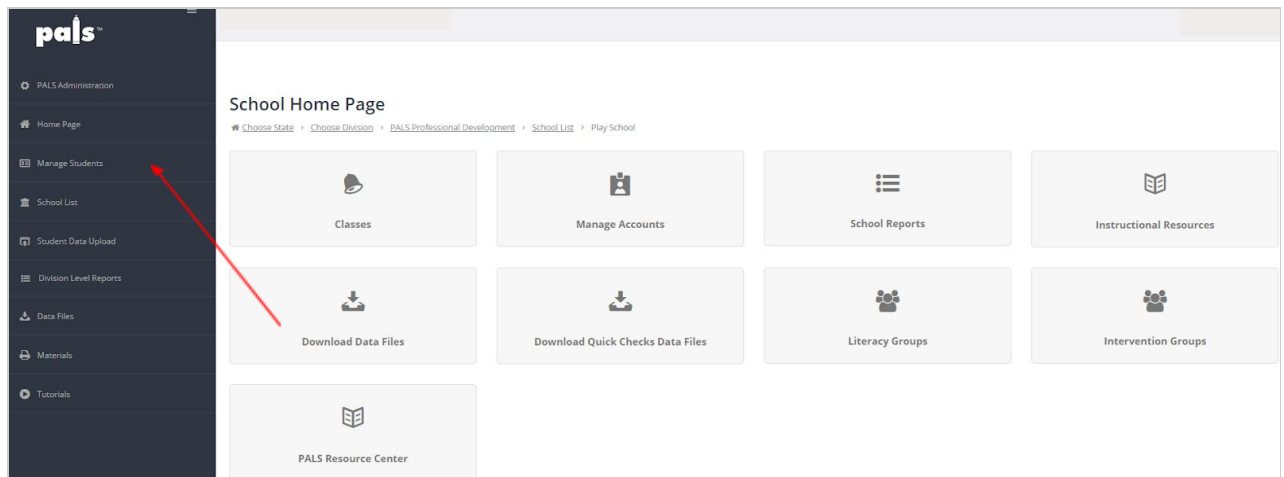 pals™
PALS Administration
Home Page
Manage Students
School List
Student Data Upload
Division Level Reports
Data Files
Materials
Tutorials
School Home Page
Choose State › Choose Division › PALS Professional Development › School List › Play School
Classes
Manage Accounts
School Reports
Instructional Resources
Download Data Files
Download Quick Checks Data Files
Literacy Groups
Intervention Groups
PALS Resource Center